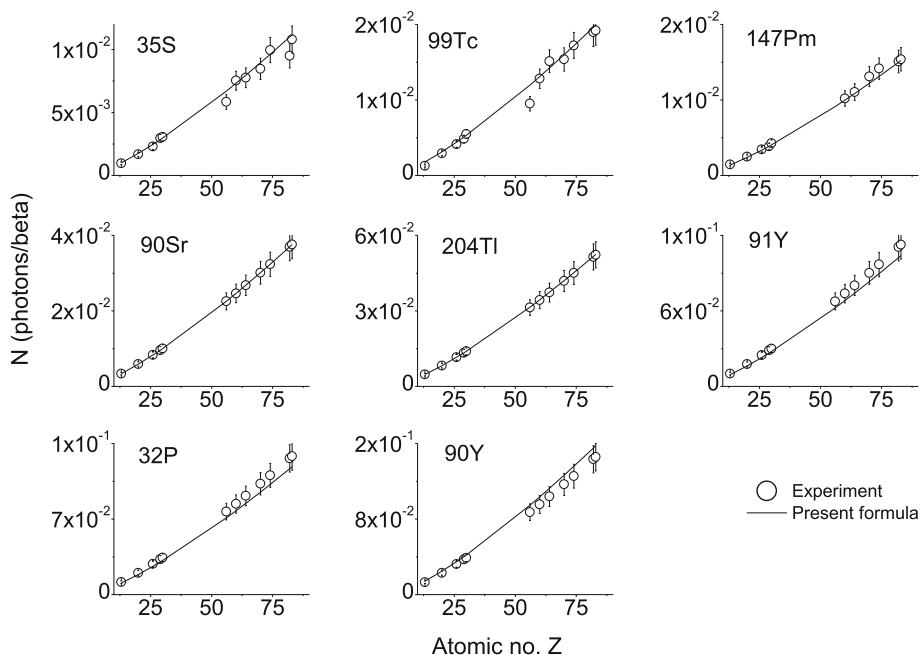 35S
1x10-2
5x10-3
0
25 50 75
99Tc
2x10-2
1x10-2
0
25 50 75
147Pm
2x10-2
1x10-2
0
25 50 75
N (photons/beta)
90Sr
4x10-2
2x10-2
0
25 50 75
204Tl
6x10-2
3x10-2
0
25 50 75
91Y
1x10-1
6x10-2
0
25 50 75
32P
1x10-1
7x10-2
0
25 50 75
90Y
2x10-1
8x10-2
0
25 50 75
Experiment
Present formula
Atomic no. Z